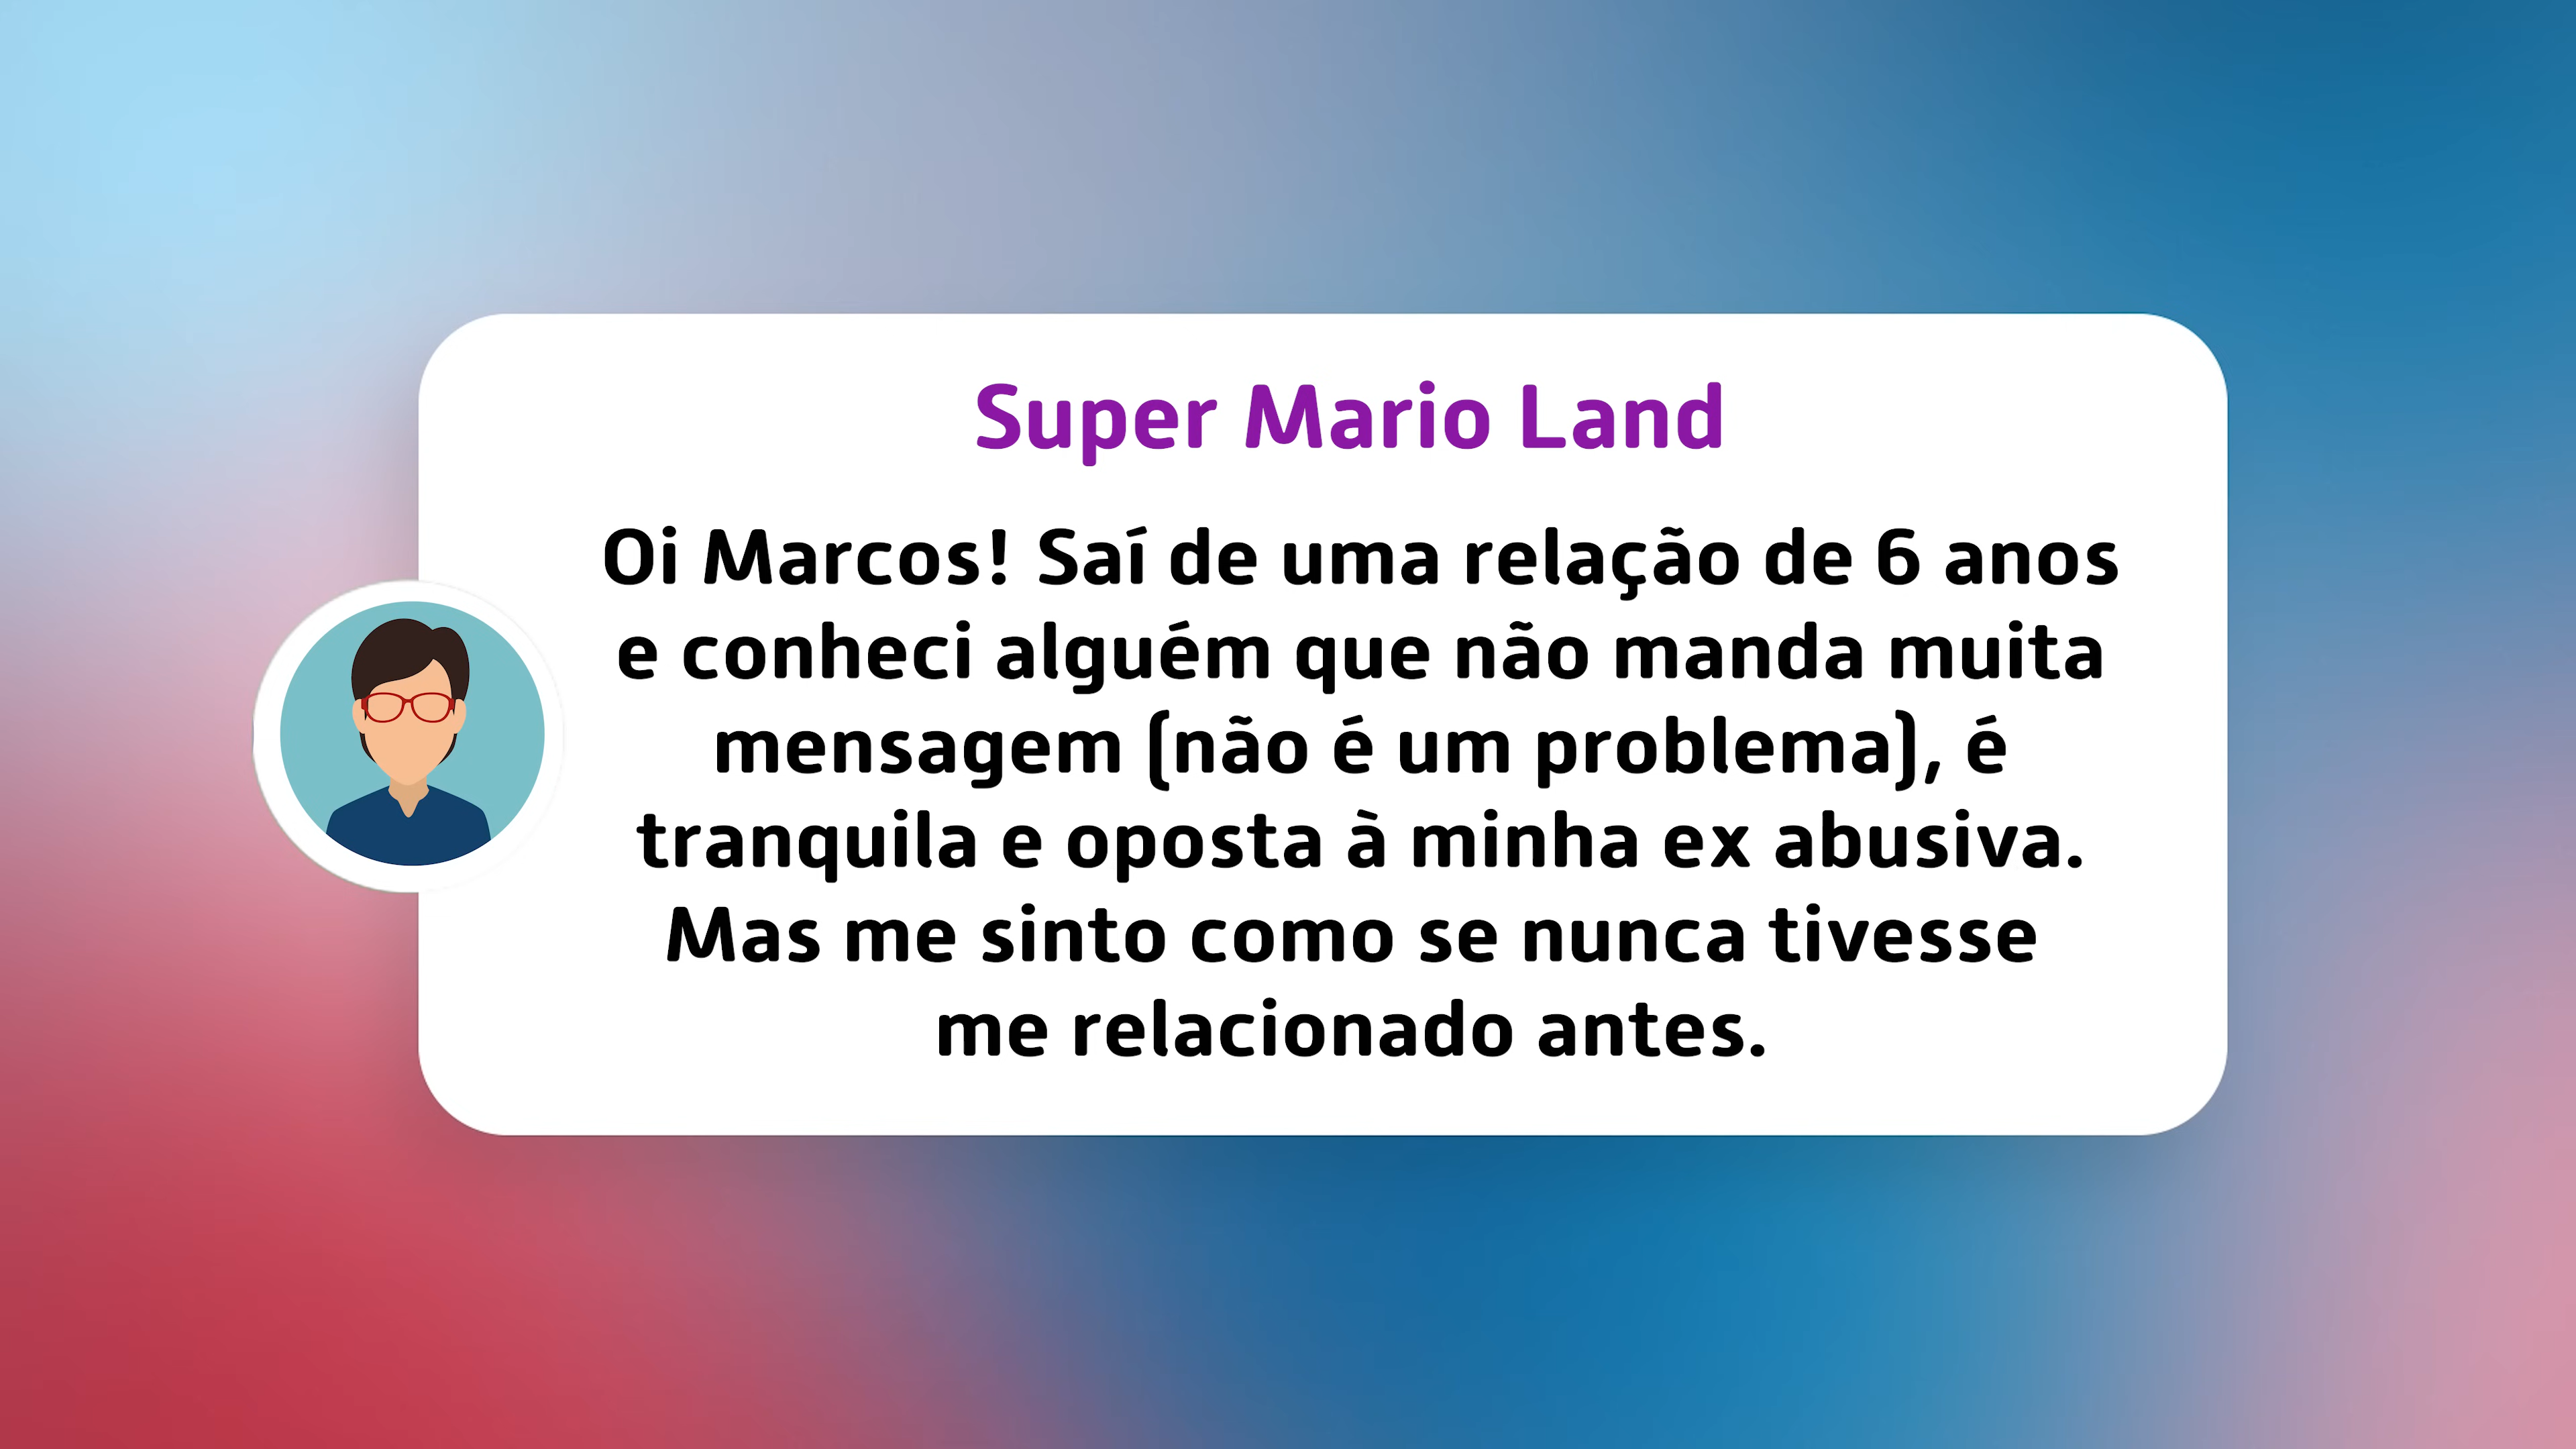 Super Mario Land
Oi Marcos! Saí de uma relação de 6 anos
e conheci alguém que não manda muita
mensagem (não é um problema), é
tranquila e oposta à minha ex abusiva.
Mas me sinto como se nunca tivesse
me relacionado antes.